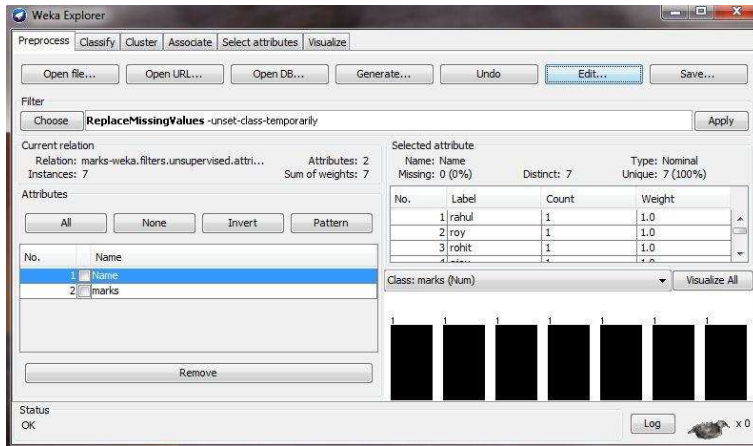 Weka Explorer
Preprocess Classify Cluster Associate Select attributes Visualize
Open file... Open URL... Open DB... Generate... Undo Edit... Save...
Filter
Choose ReplaceMissingValues -unset-class-temporarily Apply
Current relation
Relation: marks-weka.filters.unsupervised.attri... Attributes: 2
Instances: 7 Sum of weights: 7
Attributes
All None Invert Pattern
No. Name
1 Name
2 marks
Remove
Selected attribute
Name: Name Type: Nominal
Missing: 0 (0%) Distinct: 7 Unique: 7 (100%)
No. Label Count Weight
1 rahul 1 1.0
2 roy 1 1.0
3 rohit 1 1.0
Class: marks (Num) Visualize All
1 1 1 1 1 1 1
Status
OK
Log x 0